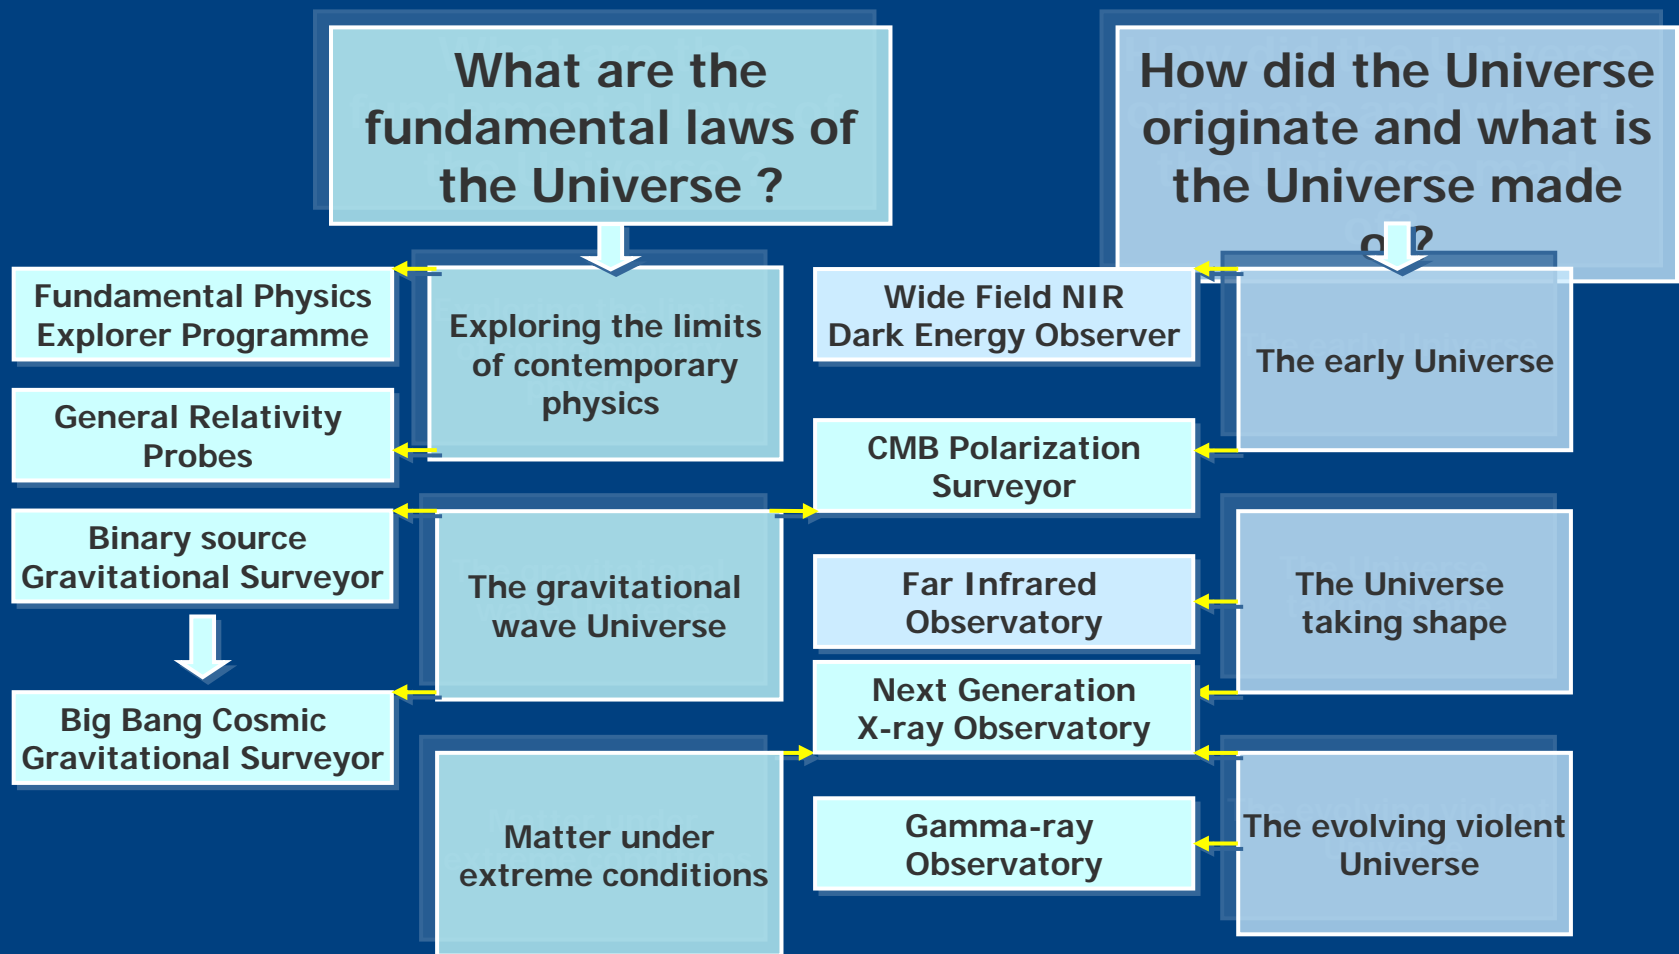 What are the
fundamental laws of
the Universe ?
How did the Universe
originate and what is
the Universe made
of?
Fundamental Physics
Explorer Programme
General Relativity
Probes
Binary source
Gravitational Surveyor
Big Bang Cosmic
Gravitational Surveyor
Exploring the limits
of contemporary
physics
The gravitational
wave Universe
Matter under
extreme conditions
Wide Field NIR
Dark Energy Observer
CMB Polarization
Surveyor
Far Infrared
Observatory
Next Generation
X-ray Observatory
Gamma-ray
Observatory
The early Universe
The Universe
taking shape
The evolving violent
Universe